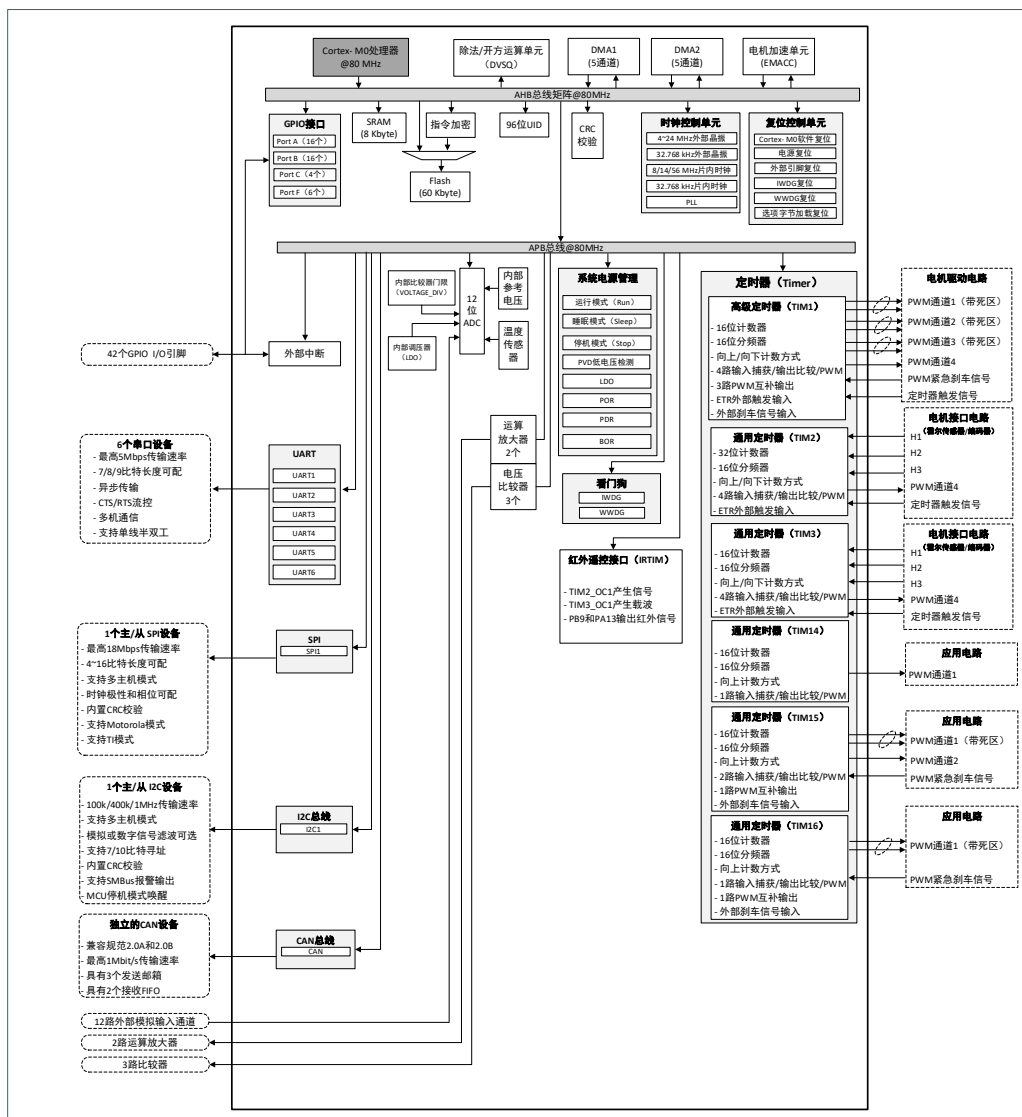 Cortex- M0处理器
@80 MHz
除法/开方运算单元
(DVSQ)
DMA1
(5通道)
DMA2
(5通道)
电机加速单元
(EMACC)
AHB总线矩阵@80MHz
GPIO接口
Port A（16个）
Port B（16个）
Port C（4个）
Port F（6个）
SRAM
(8 Kbyte)
指令加密
Flash
(60 Kbyte)
96位UID
CRC
校验
时钟控制单元
4~24 MHz外部晶振
32.768 kHz外部晶振
8/14/56 MHz片内时钟
32.768 kHz片内时钟
PLL
复位控制单元
Cortex- M0软件复位
电源复位
外部引脚复位
IWDG复位
WWDG复位
选项字节加载复位
APB总线@80MHz
42个GPIO I/O引脚
外部中断
内部比较器门限
(VOLTAGE_DIV)
内部调压器
(LDO)
12
位
ADC
内部
参考
电压
温度
传感
器
系统电源管理
运行模式（Run）
睡眠模式（Sleep）
停机模式（Stop）
PVD低电压检测
LDO
POR
PDR
BOR
运算
放大器
2个
电压
比较器
3个
看门狗
IWDG
WWDG
红外遥控接口（IRTIM）
- TIM2_OC1产生信号
- TIM3_OC1产生载波
- PB9和PA13输出红外信号
6个串口设备
- 最高5Mbps传输速率
- 7/8/9比特长度可配
- 异步传输
- CTS/RTS流控
- 多机通信
- 支持单线半双工
UART
UART1
UART2
UART3
UART4
UART5
UART6
1个主/从 SPI设备
- 最高18Mbps传输速率
- 4~16比特长度可配
- 支持多主机模式
- 时钟极性和相位可配
- 内置CRC校验
- 支持Motorola模式
- 支持TI模式
SPI
SPI1
1个主/从 I2C设备
- 100k/400k/1MHz传输速率
- 支持多主机模式
- 模拟或数字信号滤波可选
- 支持7/10比特寻址
- 内置CRC校验
- 支持SMBus报警输出
- MCU停机模式唤醒
I2C总线
I2C1
独立的CAN设备
- 兼容规范2.0A和2.0B
- 最高1Mbit/s传输速率
- 具有3个发送邮箱
- 具有2个接收FIFO
CAN总线
CAN
12路外部模拟输入通道
2路运算放大器
3路比较器
定时器（Timer）
高级定时器（TIM1）
- 16位计数器
- 16位分频器
- 向上/向下计数方式
- 4路输入捕获/输出比较/PWM
- 3路PWM互补输出
- ETR外部触发输入
- 外部刹车信号输入
通用定时器（TIM2）
- 32位计数器
- 16位分频器
- 向上/向下计数方式
- 4路输入捕获/输出比较/PWM
- ETR外部触发输入
通用定时器（TIM3）
- 16位计数器
- 16位分频器
- 向上/向下计数方式
- 4路输入捕获/输出比较/PWM
- ETR外部触发输入
通用定时器（TIM14）
- 16位计数器
- 16位分频器
- 向上计数方式
- 1路输入捕获/输出比较/PWM
通用定时器（TIM15）
- 16位计数器
- 16位分频器
- 向上计数方式
- 2路输入捕获/输出比较/PWM
- 1路PWM互补输出
- 外部刹车信号输入
通用定时器（TIM16）
- 16位计数器
- 16位分频器
- 向上计数方式
- 1路输入捕获/输出比较/PWM
- 1路PWM互补输出
- 外部刹车信号输入
电机驱动电路
PWM通道1（带死区）
PWM通道2（带死区）
PWM通道3（带死区）
PWM通道4
PWM紧急刹车信号
定时器触发信号
电机接口电路
（霍尔传感器/编码器）
H1
H2
H3
PWM通道4
定时器触发信号
电机接口电路
（霍尔传感器/编码器）
H1
H2
H3
PWM通道4
定时器触发信号
应用电路
PWM通道1
应用电路
PWM通道1（带死区）
PWM通道2
PWM紧急刹车信号
应用电路
PWM通道1（带死区）
PWM紧急刹车信号